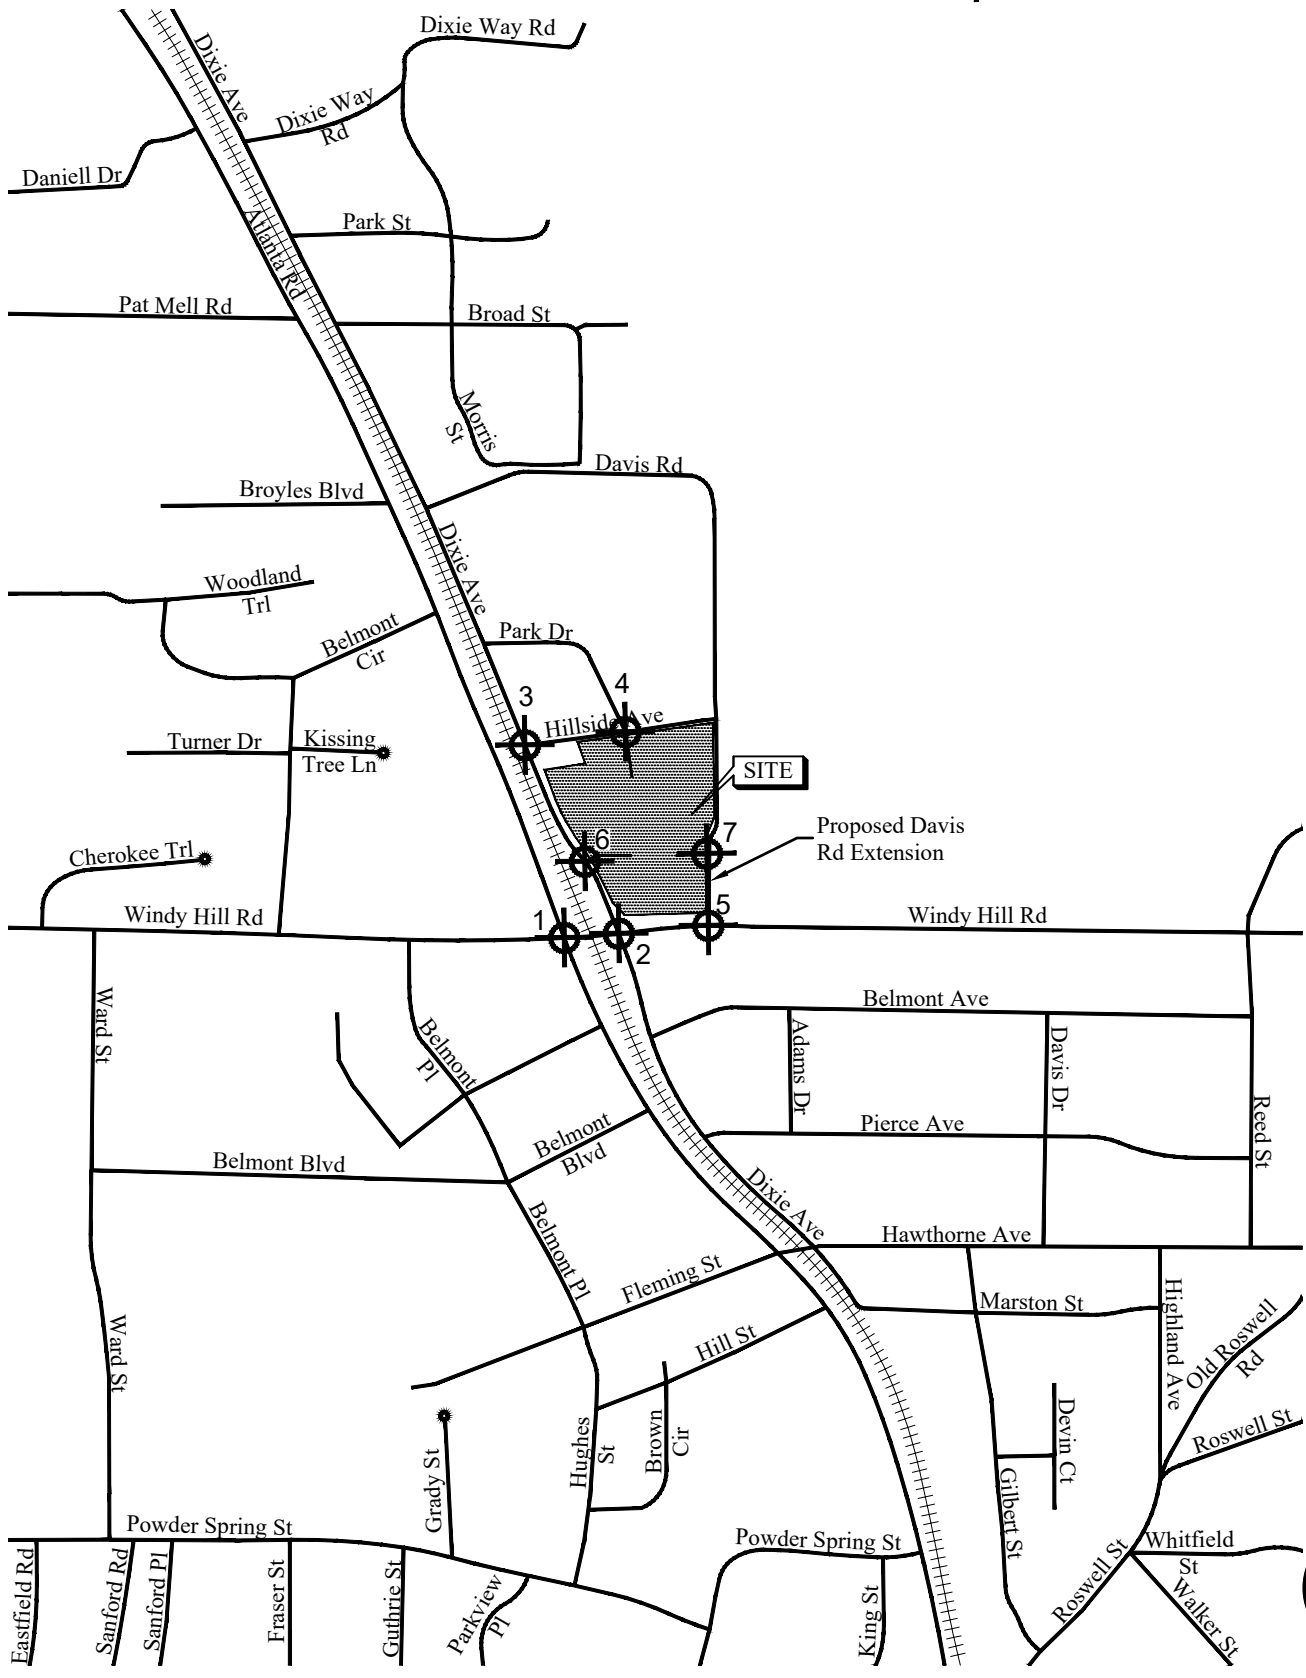 Dixie Way Rd
Dixie Ave
Dixie Way
Rd
Daniell Dr
Park St
Atlanta Rd
Pat Mell Rd
Broad St
Morris
St
Davis Rd
Broyles Blvd
Dixie Ave
Woodland
Trl
Belmont
Cir
Park Dr
4
3
Hillside Ave
Turner Dr
Kissing
Tree Ln
SITE
Proposed Davis
Rd Extension
7
6
Cherokee Trl
5
Windy Hill Rd
1
Windy Hill Rd
2
Belmont Ave
Ward St
Belmont
Pl
Adams Dr
Davis Dr
Reed St
Belmont
Blvd
Pierce Ave
Belmont Blvd
Dixie Ave
Belmont Pl
Hawthorne Ave
Fleming St
Marston St
Highland Ave
Old Roswell
Rd
Ward St
Hill St
Hughes
St
Brown
Cir
Devin Ct
Roswell St
Grady St
Gilbert St
Powder Spring St
Powder Spring St
Whitfield
St
Eastfield Rd
Sanford Rd
Sanford Pl
Fraser St
Guthrie St
Parkview
Pl
King St
Roswell St
Walker St